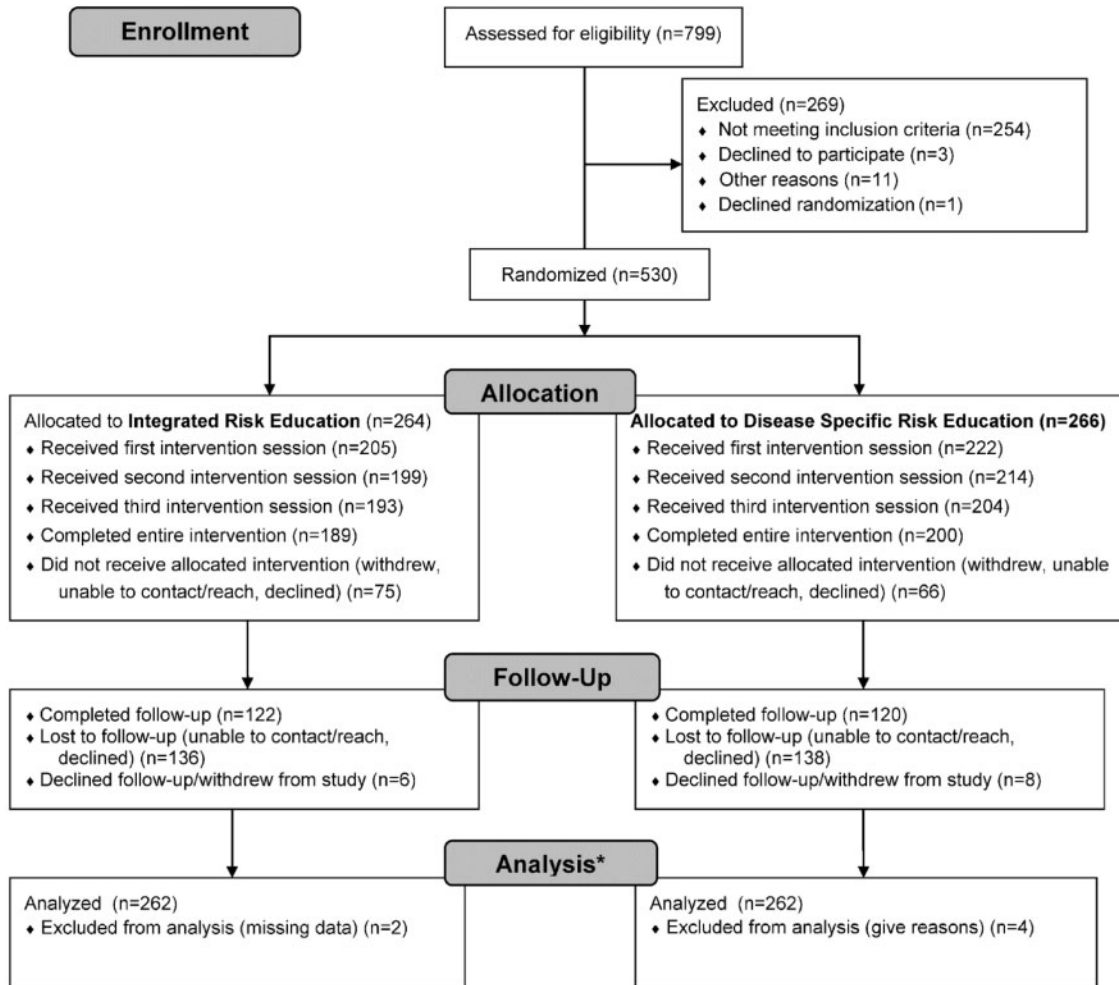 Enrollment
Assessed for eligibility (n=799)
Excluded (n=269)
♦ Not meeting inclusion criteria (n=254)
♦ Declined to participate (n=3)
♦ Other reasons (n=11)
♦ Declined randomization (n=1)
Randomized (n=530)
Allocation
Allocated to Integrated Risk Education (n=264)
♦ Received first intervention session (n=205)
♦ Received second intervention session (n=199)
♦ Received third intervention session (n=193)
♦ Completed entire intervention (n=189)
♦ Did not receive allocated intervention (withdrew,
unable to contact/reach, declined) (n=75)
Allocated to Disease Specific Risk Education (n=266)
♦ Received first intervention session (n=222)
♦ Received second intervention session (n=214)
♦ Received third intervention session (n=204)
♦ Completed entire intervention (n=200)
♦ Did not receive allocated intervention (withdrew, unable
to contact/reach, declined) (n=66)
Follow-Up
♦ Completed follow-up (n=122)
♦ Lost to follow-up (unable to contact/reach,
declined) (n=136)
♦ Declined follow-up/withdrew from study (n=6)
♦ Completed follow-up (n=120)
♦ Lost to follow-up (unable to contact/reach,
declined) (n=138)
♦ Declined follow-up/withdrew from study (n=8)
Analysis*
Analyzed (n=262)
♦ Excluded from analysis (missing data) (n=2)
Analyzed (n=262)
♦ Excluded from analysis (give reasons) (n=4)